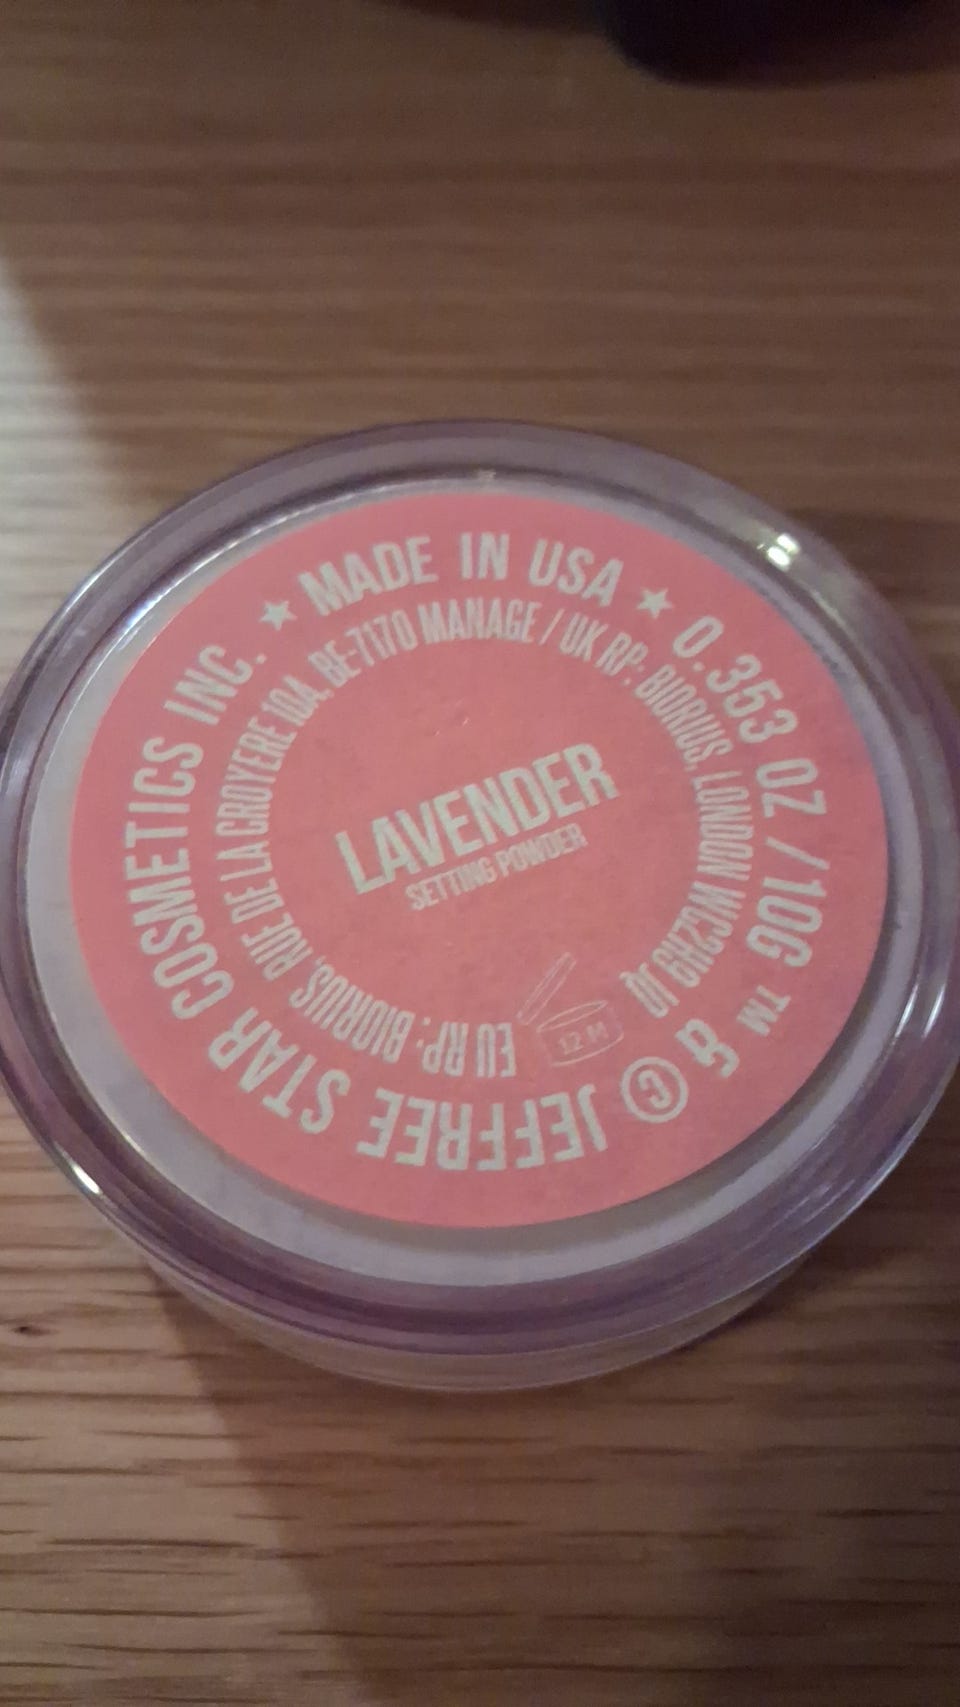 LAVENDER
SETTING POWDER
™ & © JEFFREE STAR COSMETICS INC. ★ MADE IN USA ★ 0.353 OZ / 10G
EU RP: BIORIUS, RUE DE LA CROYERE 10A, BE-7170 MANAGE / UK RP: BIORIUS, LONDON WC2H9JQ
12 M